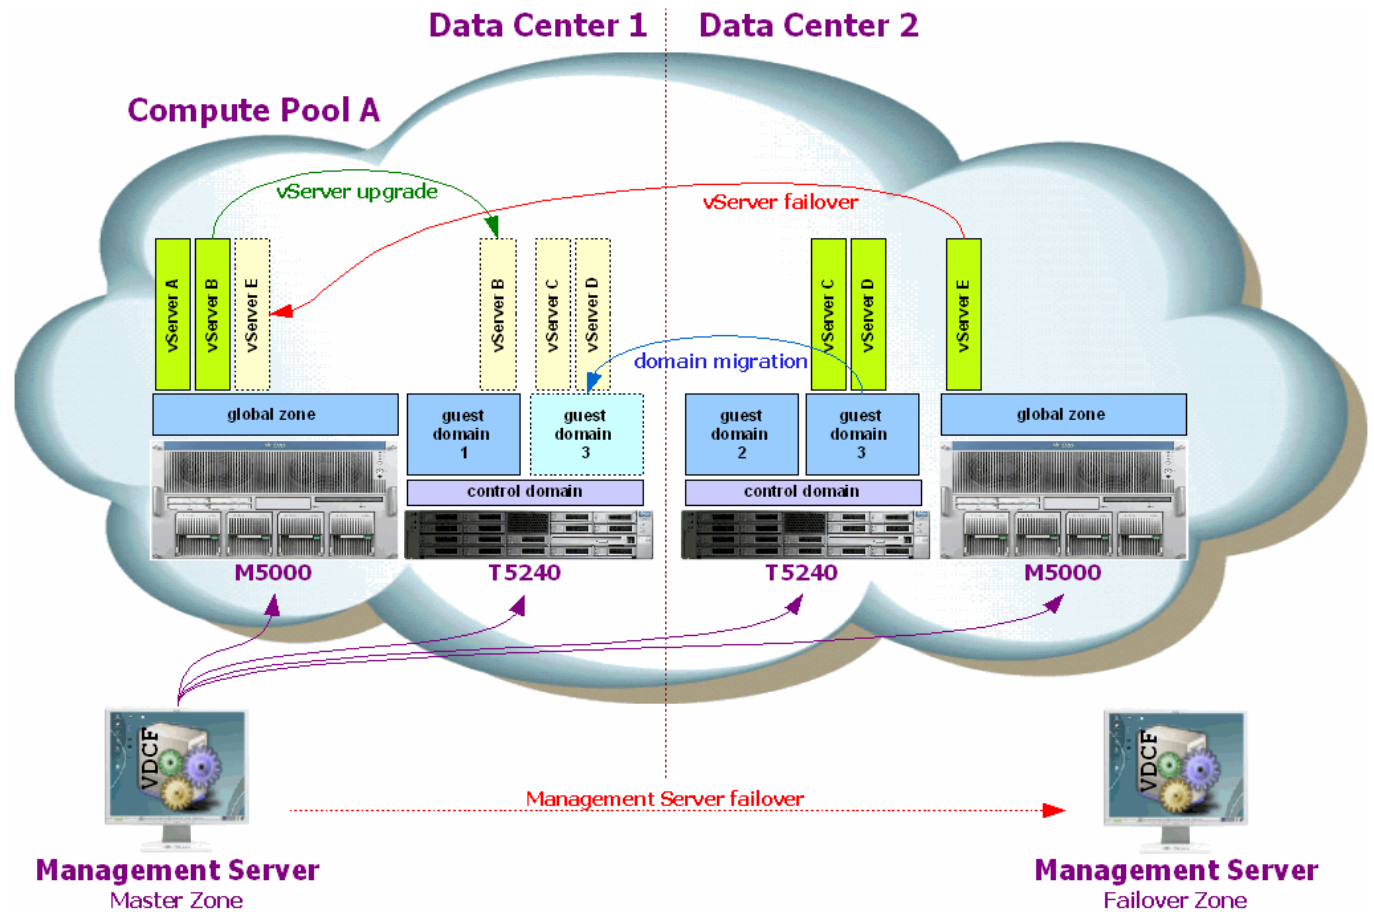 Data Center 1
Data Center 2
Compute Pool A
vServer upgrade
vServer failover
vServer A
vServer B
vServer E
vServer B
vServer C
vServer D
vServer C
vServer D
vServer E
domain migration
global zone
guest
domain
1
guest
domain
3
guest
domain
2
guest
domain
3
global zone
control domain
control domain
M5000
T5240
T5240
M5000
VDCF
VDCF
Management Server failover
Management Server
Master Zone
Management Server
Failover Zone